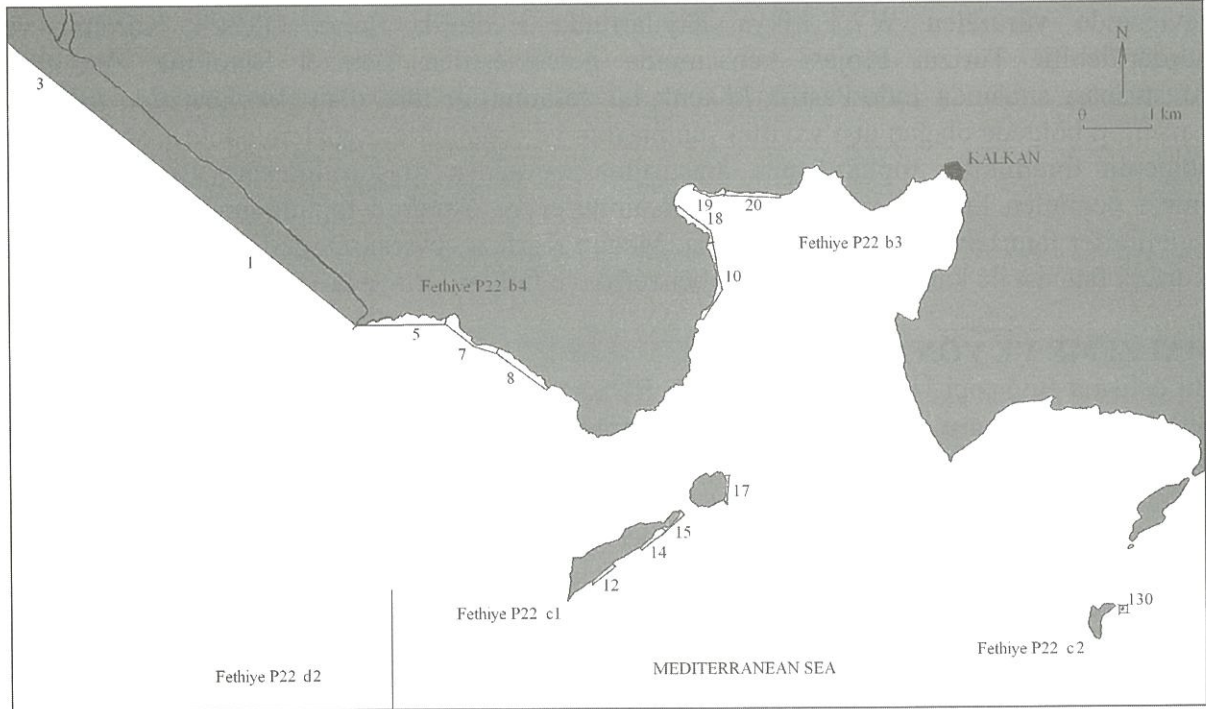 N
3
0 1 km
KALKAN
19 20
18
Fethiye P22 b3
1
10
Fethiye P22 b4
5
7
8
17
15
14
12
130
Fethiye P22 c1
Fethiye P22 c2
MEDITERRANEAN SEA
Fethiye P22 d2